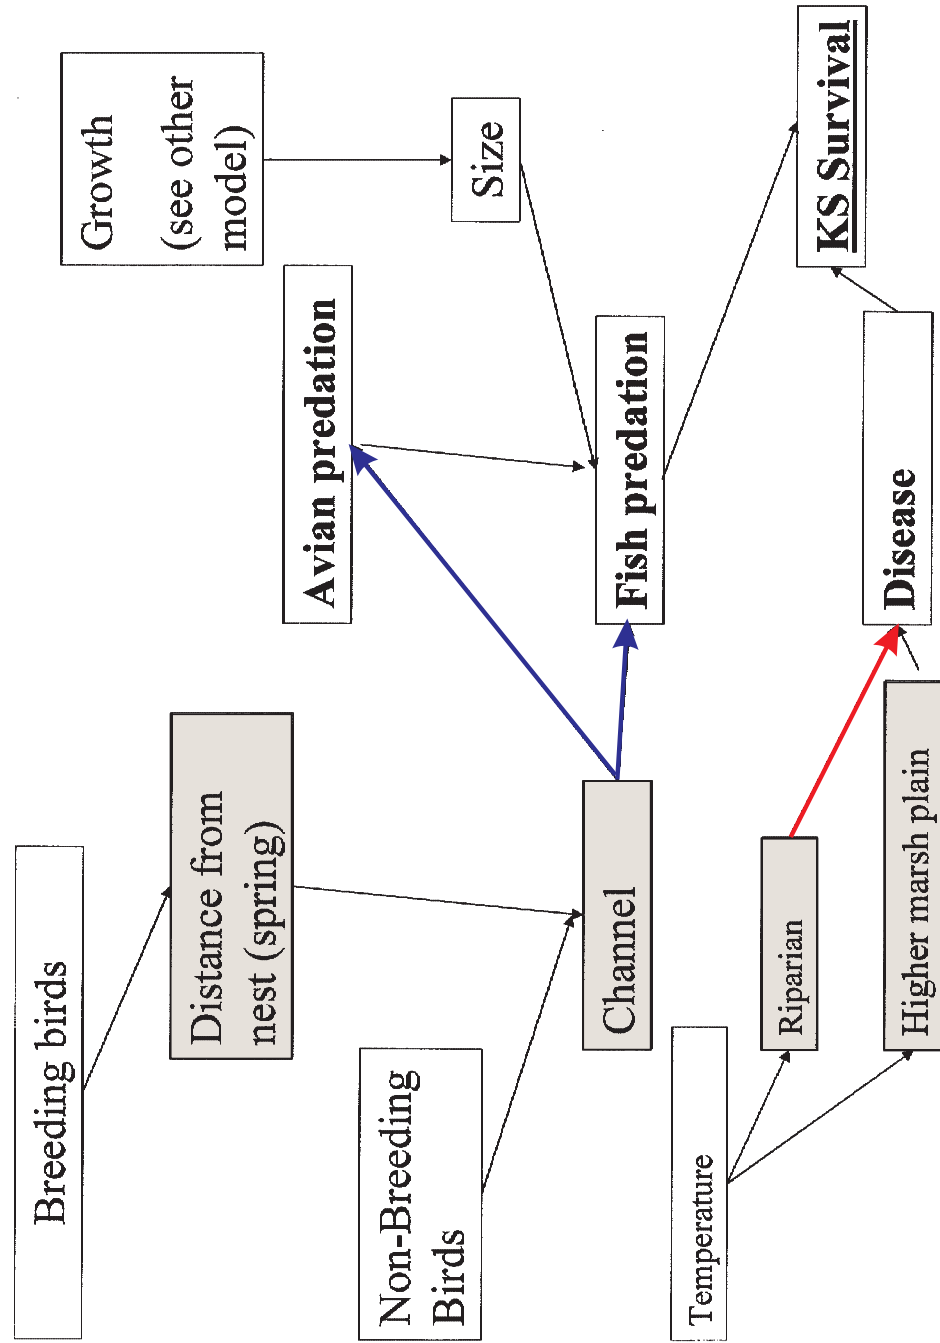 Breeding birds
Distance from
nest (spring)
Non-Breeding
Birds
Channel
Temperature
Riparian
Higher marsh plain
Growth
(see other
model)
Avian predation
Size
Fish predation
Disease
KS Survival